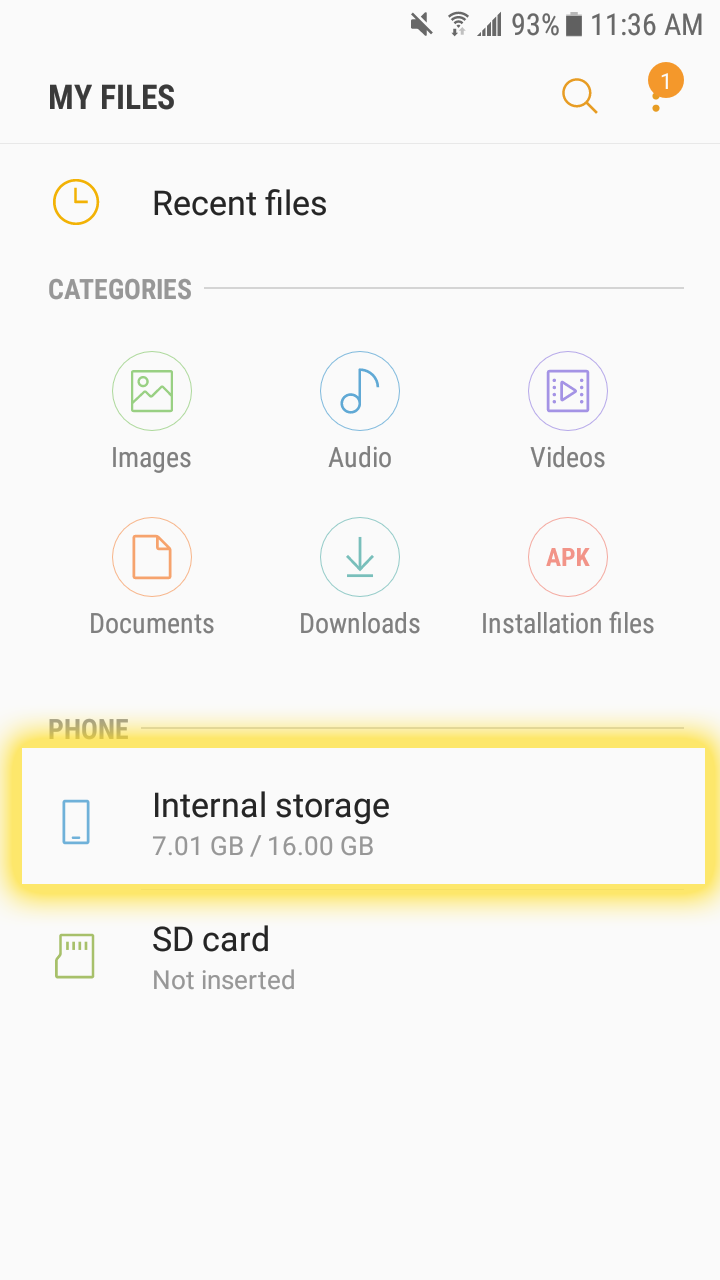 93% 11:36 AM
MY FILES
1
Recent files
CATEGORIES
Images Audio Videos
APK
Documents Downloads Installation files
PHONE
Internal storage
7.01 GB / 16.00 GB
SD card
Not inserted